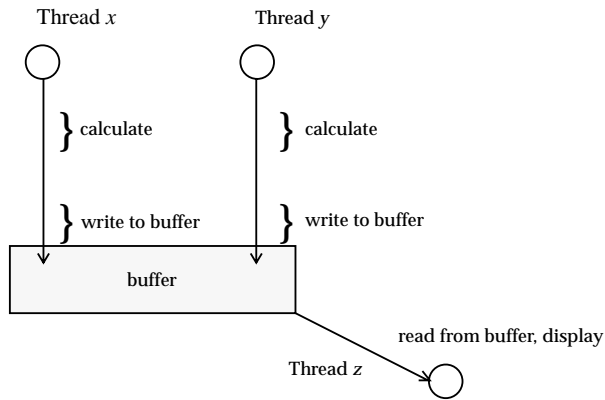 Thread x
Thread y
} calculate
} calculate
} write to buffer
} write to buffer
buffer
read from buffer, display
Thread z